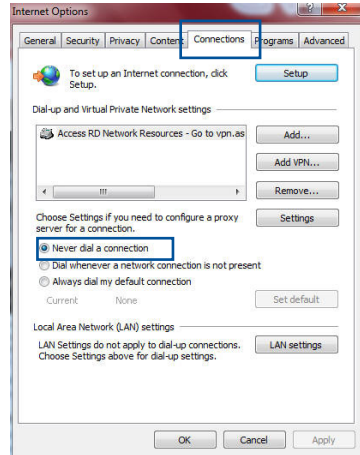 Internet Options
General Security Privacy Content Connections Programs Advanced
To set up an Internet connection, click
Setup.
Setup
Dial-up and Virtual Private Network settings
Access RD Network Resources - Go to vpn.as
Add...
Add VPN...
Remove...
Choose Settings if you need to configure a proxy
server for a connection.
Settings
Never dial a connection
Dial whenever a network connection is not present
Always dial my default connection
Current None
Set default
Local Area Network (LAN) settings
LAN Settings do not apply to dial-up connections.
Choose Settings above for dial-up settings.
LAN settings
OK Cancel Apply